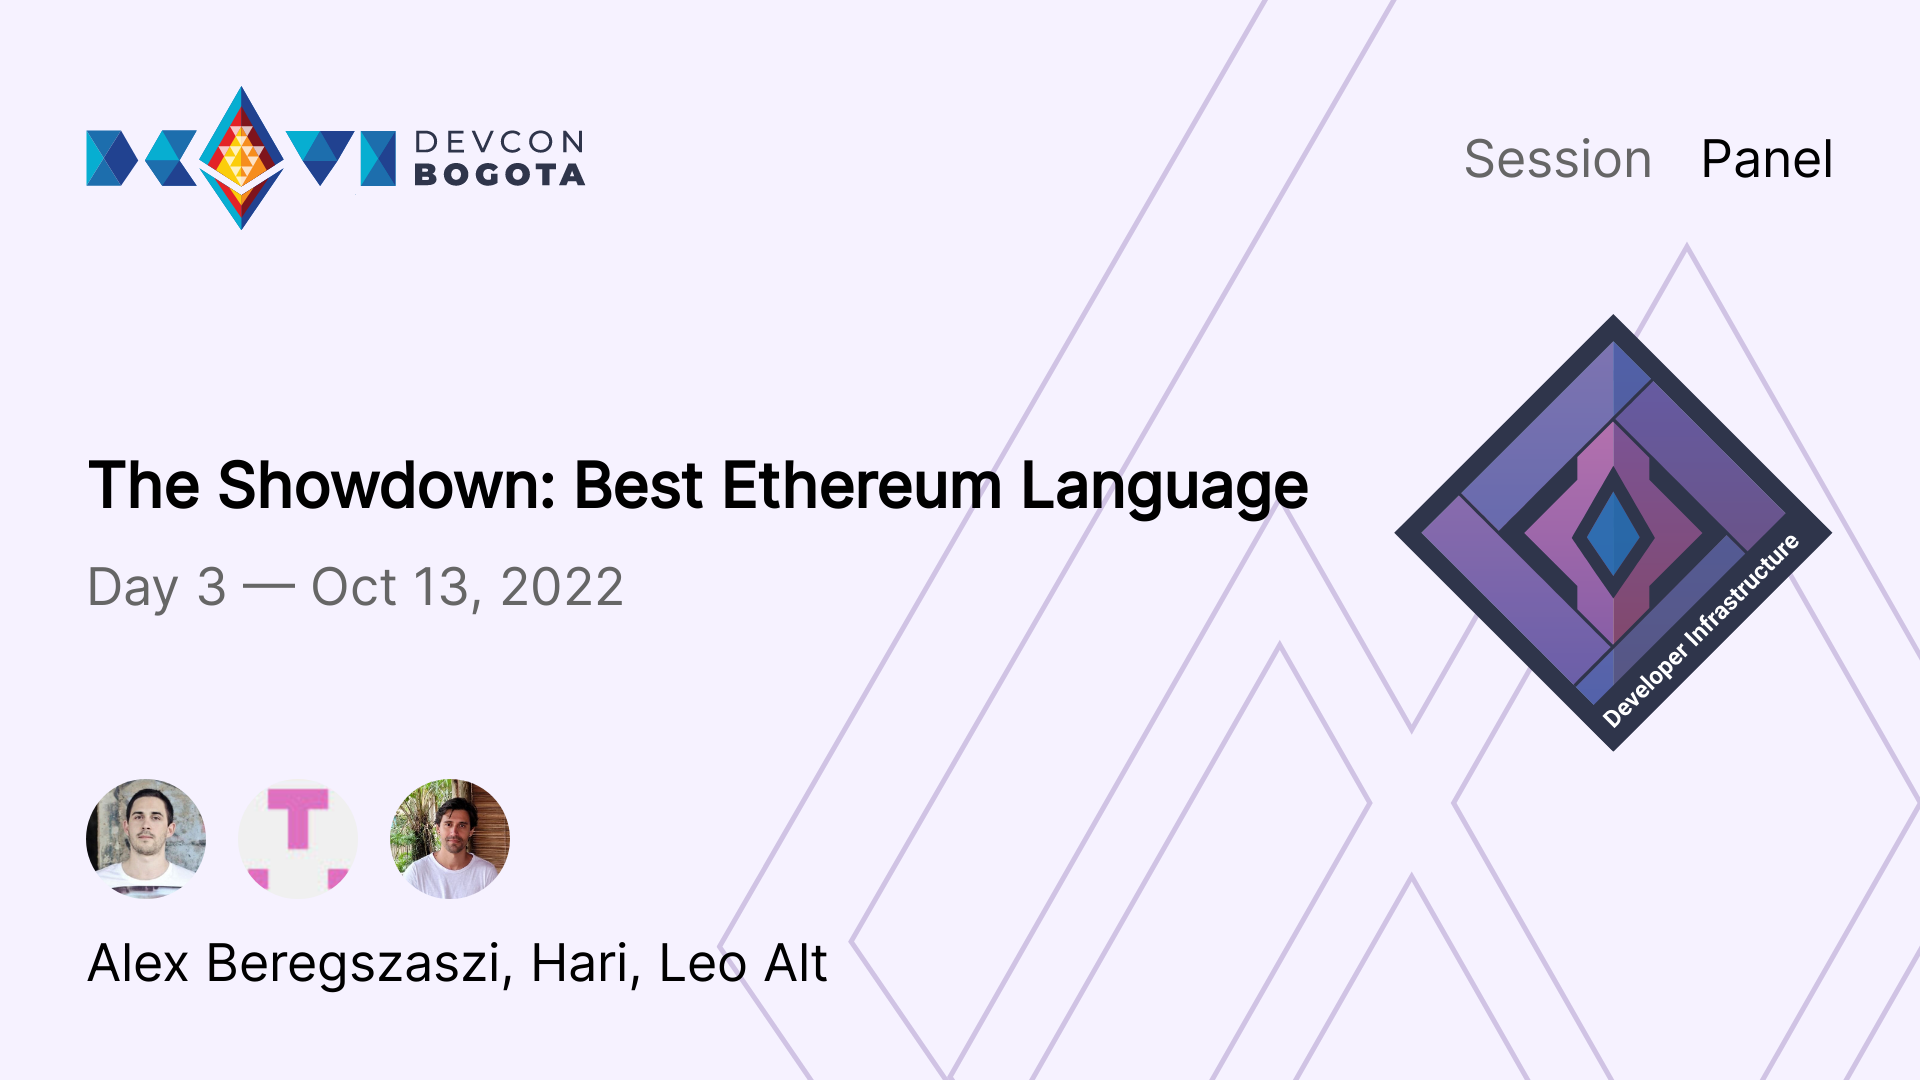 DEVCON
BOGOTA
Session Panel
The Showdown: Best Ethereum Language
Day 3 — Oct 13, 2022
Developer Infrastructure
Alex Beregszaszi, Hari, Leo Alt